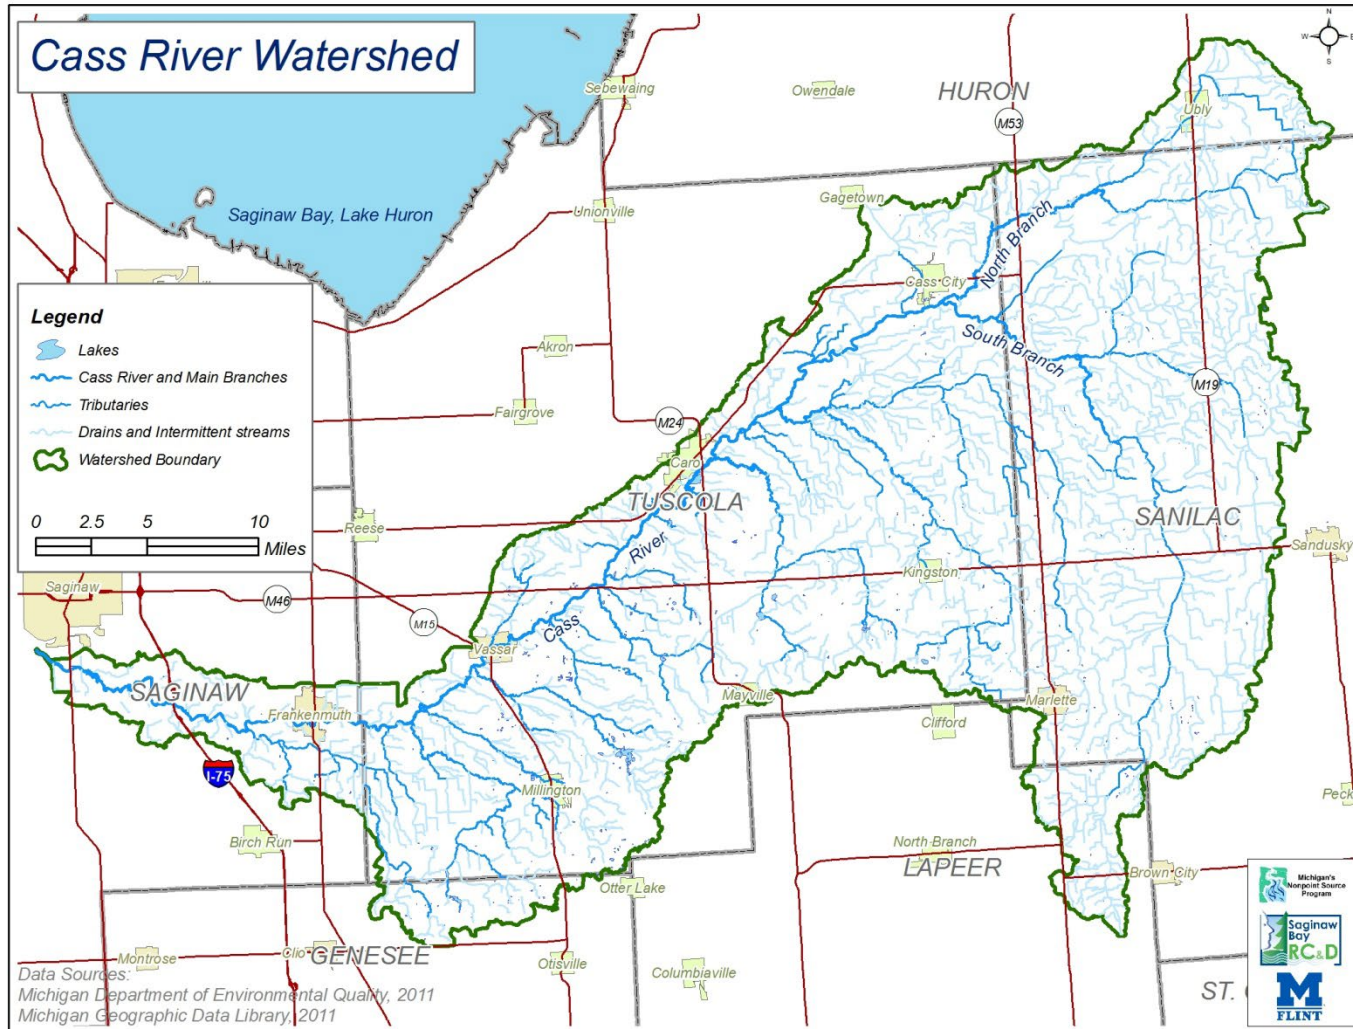 Cass River Watershed
N
W
E
S
Sebewaing
Owendale
HURON
Ubly
M53
Gagetown
Saginaw Bay, Lake Huron
Unionville
North Branch
Cass City
South Branch
Legend
Lakes
Cass River and Main Branches
Tributaries
Drains and Intermittent streams
Watershed Boundary
0 2.5 5 10
Miles
Akron
Fairgrove
M24
M19
Caro
TUSCOLA
SANILAC
Reese
River
Sandusky
Kingston
Saginaw
M46
M15
Cass
Vassar
SAGINAW
Frankenmuth
Mayville
Marlette
Clifford
I-75
Millington
Peck
Birch Run
North Branch
LAPEER
Otter Lake
Brown City
Michigan's
Nonpoint Source
Program
Saginaw
Bay
RC&D
Montrose
Clio
GENESEE
Otisville
Columbiaville
ST.
M
FLINT
Data Sources:
Michigan Department of Environmental Quality, 2011
Michigan Geographic Data Library, 2011